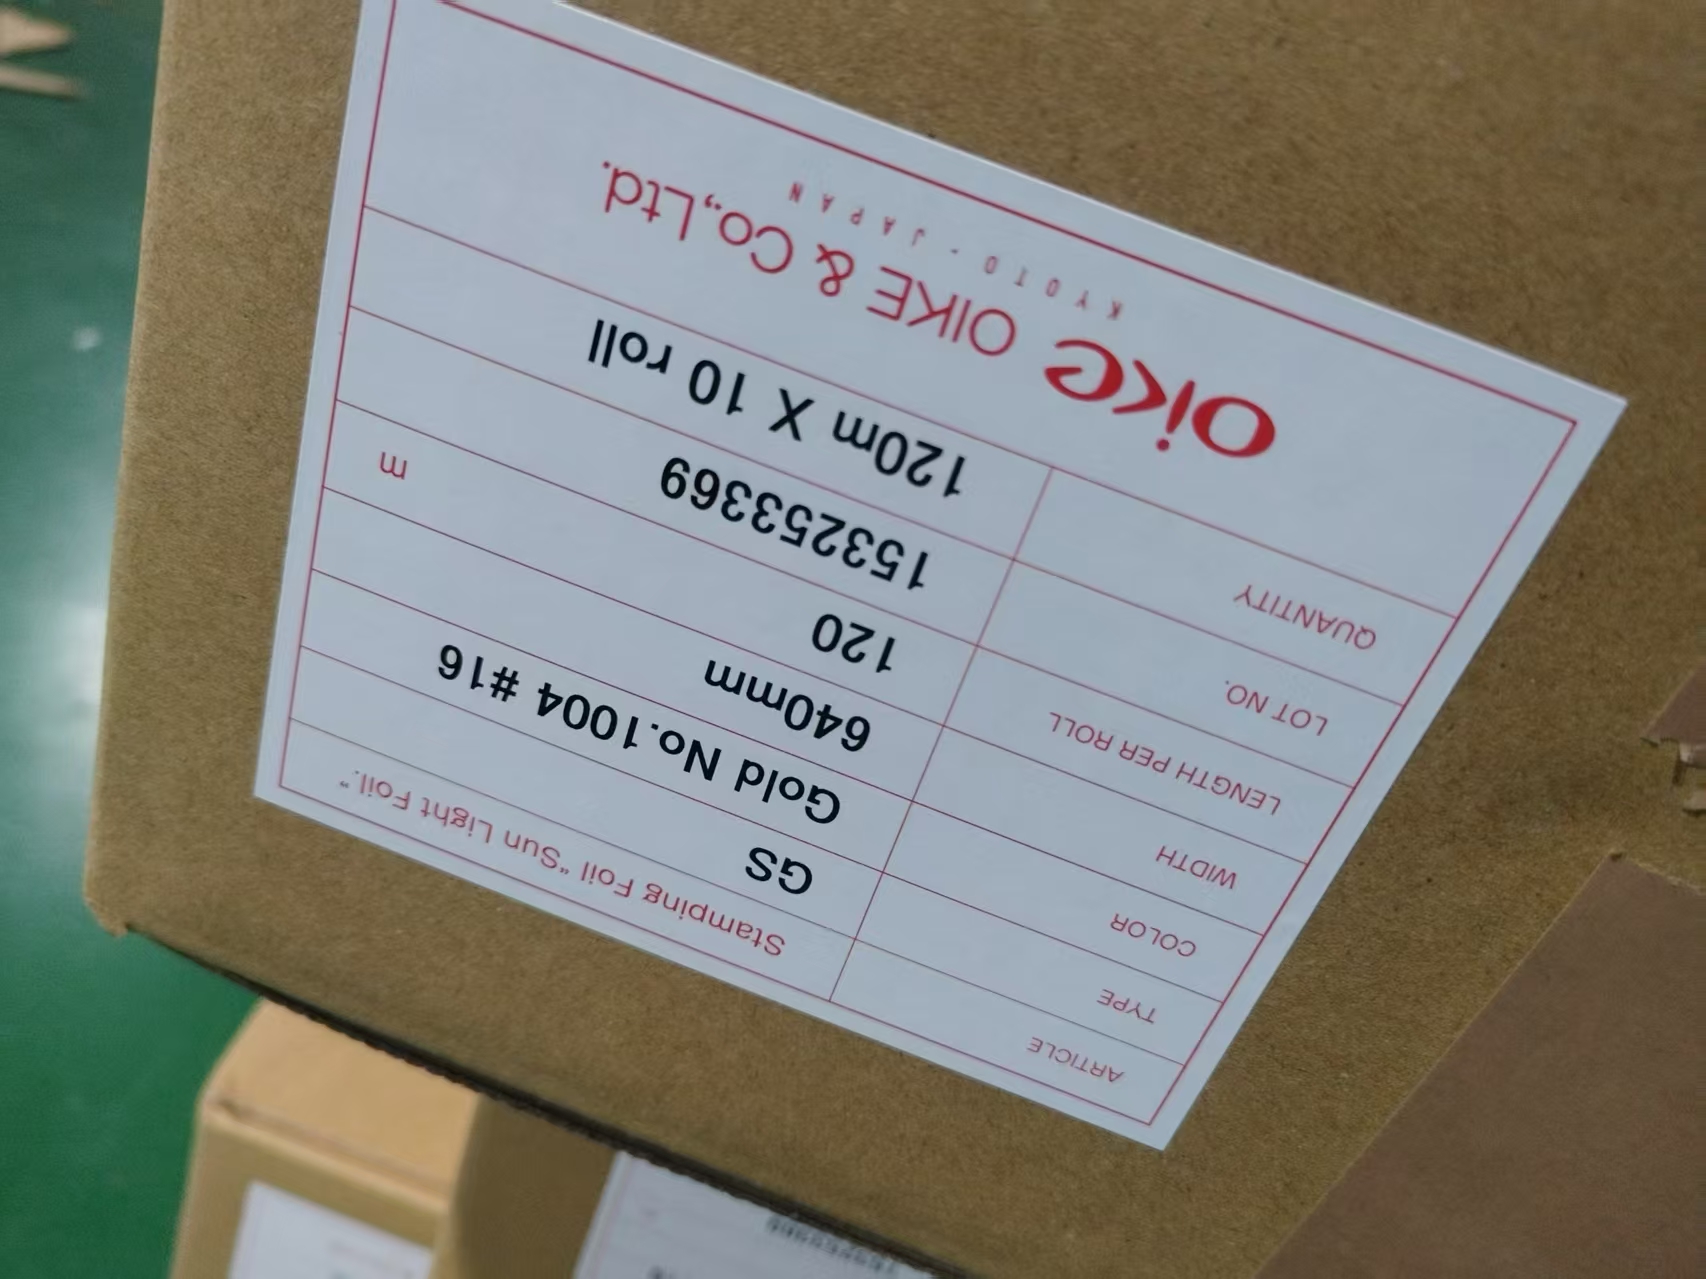 ARTICLE Stamping Foil "Sun Light Foil."
TYPE GS
COLOR Gold No.1004 #16
WIDTH 640mm
LENGTH PER ROLL 120 m
LOT NO. 153253369
QUANTITY 120m X 10 roll
oike OIKE & Co.,Ltd.
KYOTO - JAPAN